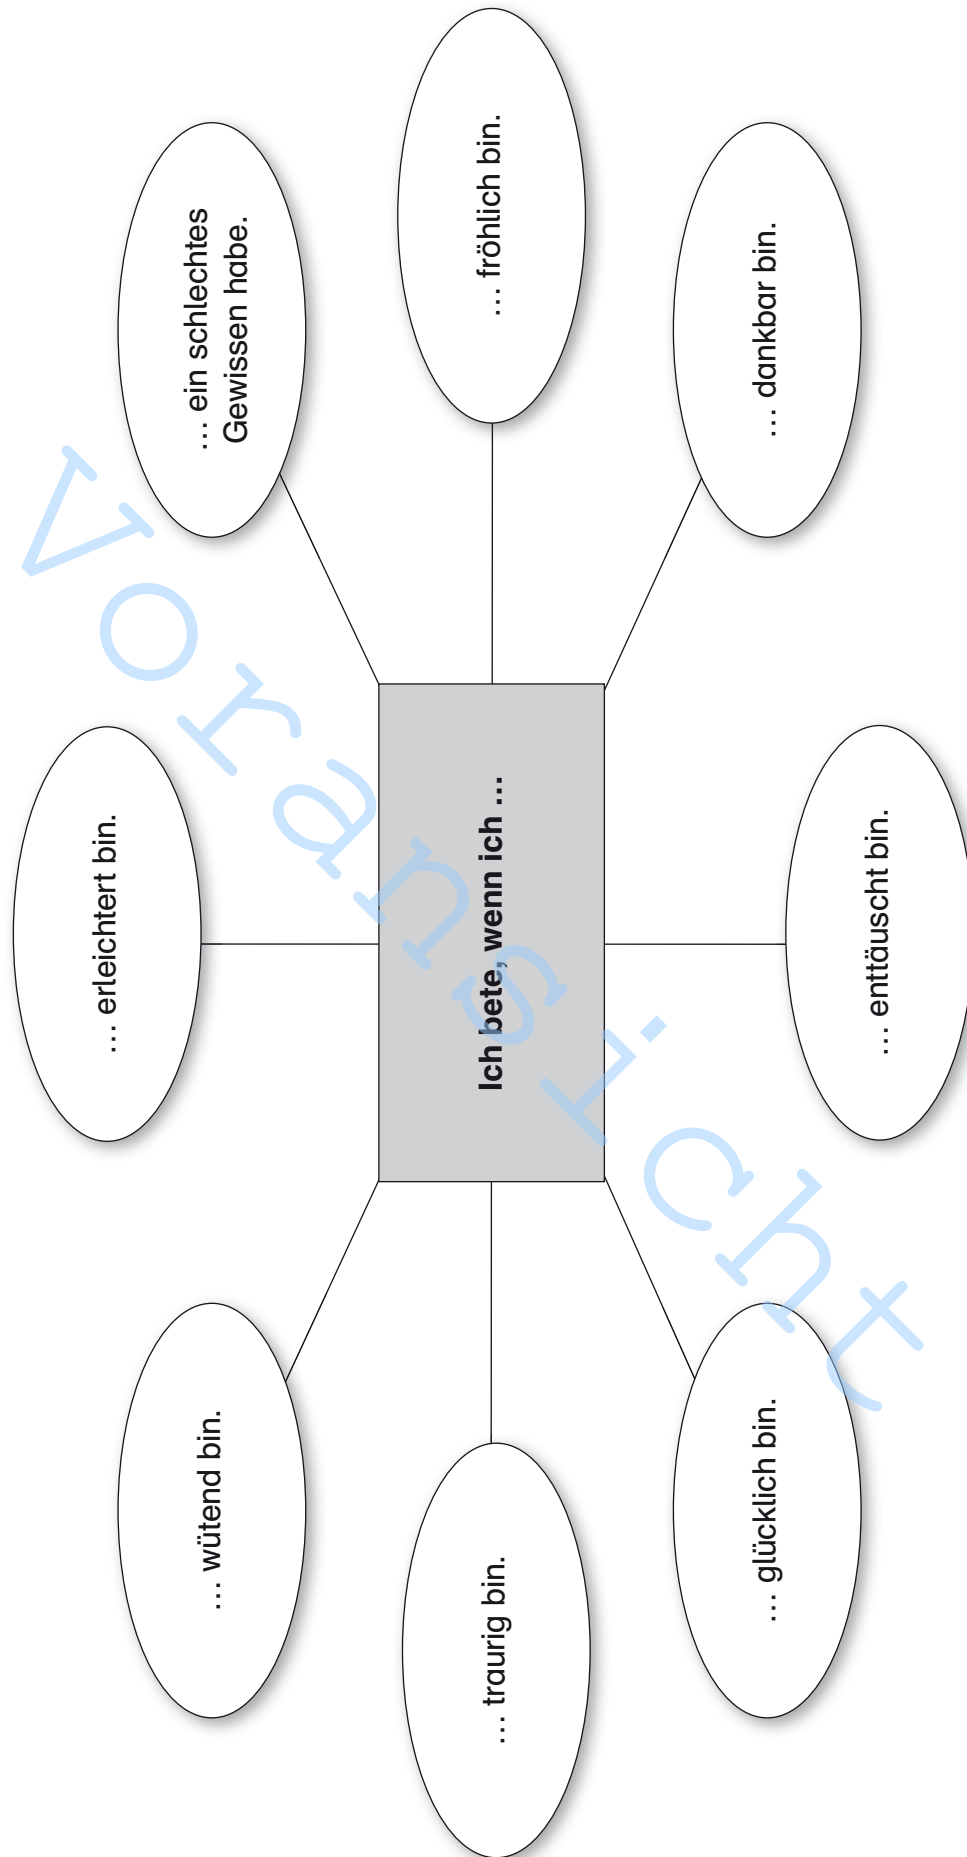 … wütend bin.
… erleichtert bin.
… ein schlechtes
Gewissen habe.
… traurig bin.
Ich bete, wenn ich …
… fröhlich bin.
… glücklich bin.
… enttäuscht bin.
… dankbar bin.
Voransicht